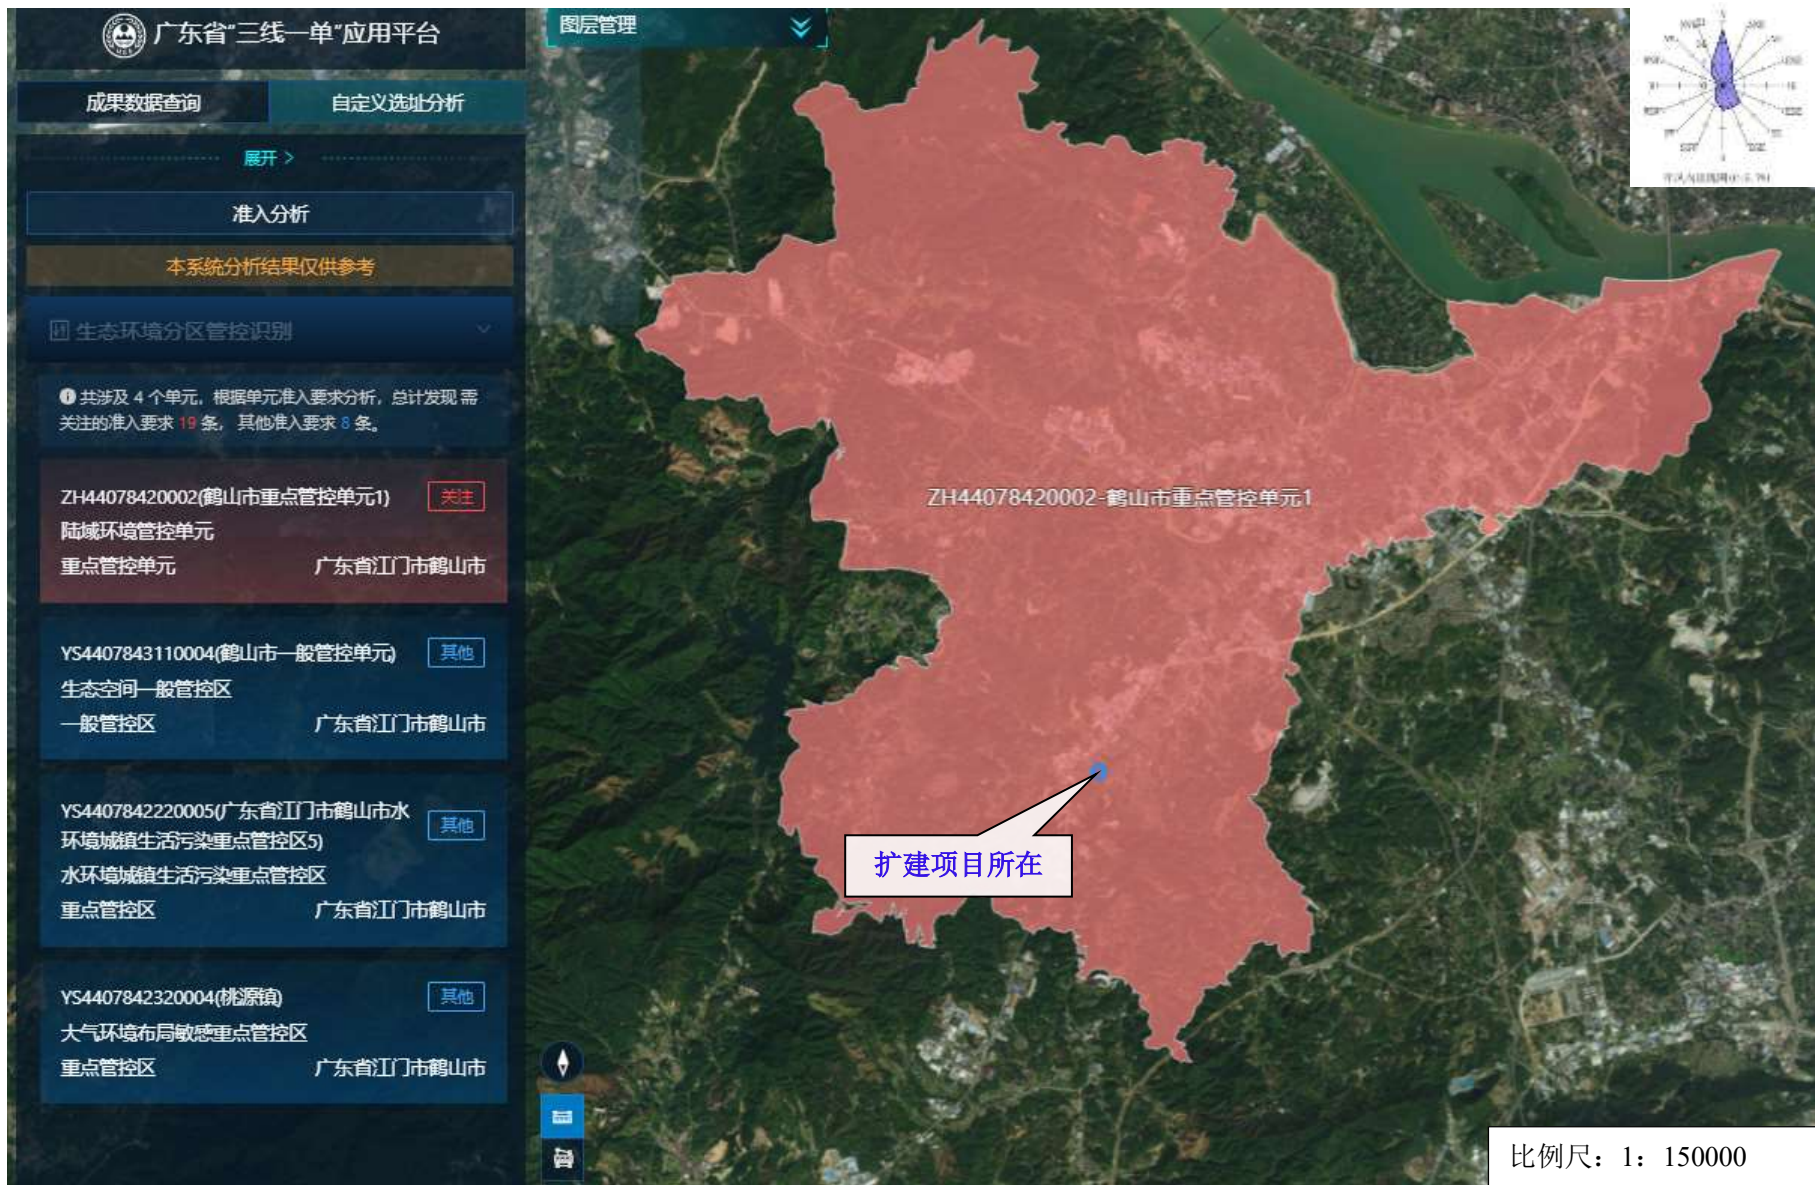 广东省“三线一单”应用平台
成果数据查询
自定义选址分析
展开 >
准入分析
本系统分析结果仅供参考
生态环境分区管控识别
共涉及 4 个单元，根据单元准入要求分析，总计发现 需
关注的准入要求 19 条， 其他准入要求 8 条。
ZH44078420002(鹤山市重点管控单元1)
关注
陆域环境管控单元
重点管控单元
广东省江门市鹤山市
YS4407843110004(鹤山市一般管控单元)
其他
生态空间一般管控区
一般管控区
广东省江门市鹤山市
YS4407842220005(广东省江门市鹤山市水
环境城镇生活污染重点管控区5)
其他
水环境城镇生活污染重点管控区
重点管控区
广东省江门市鹤山市
YS4407842320004(桃源镇)
其他
大气环境布局敏感重点管控区
重点管控区
广东省江门市鹤山市
图层管理
ZH44078420002-鹤山市重点管控单元1
扩建项目所在
比例尺：1：150000